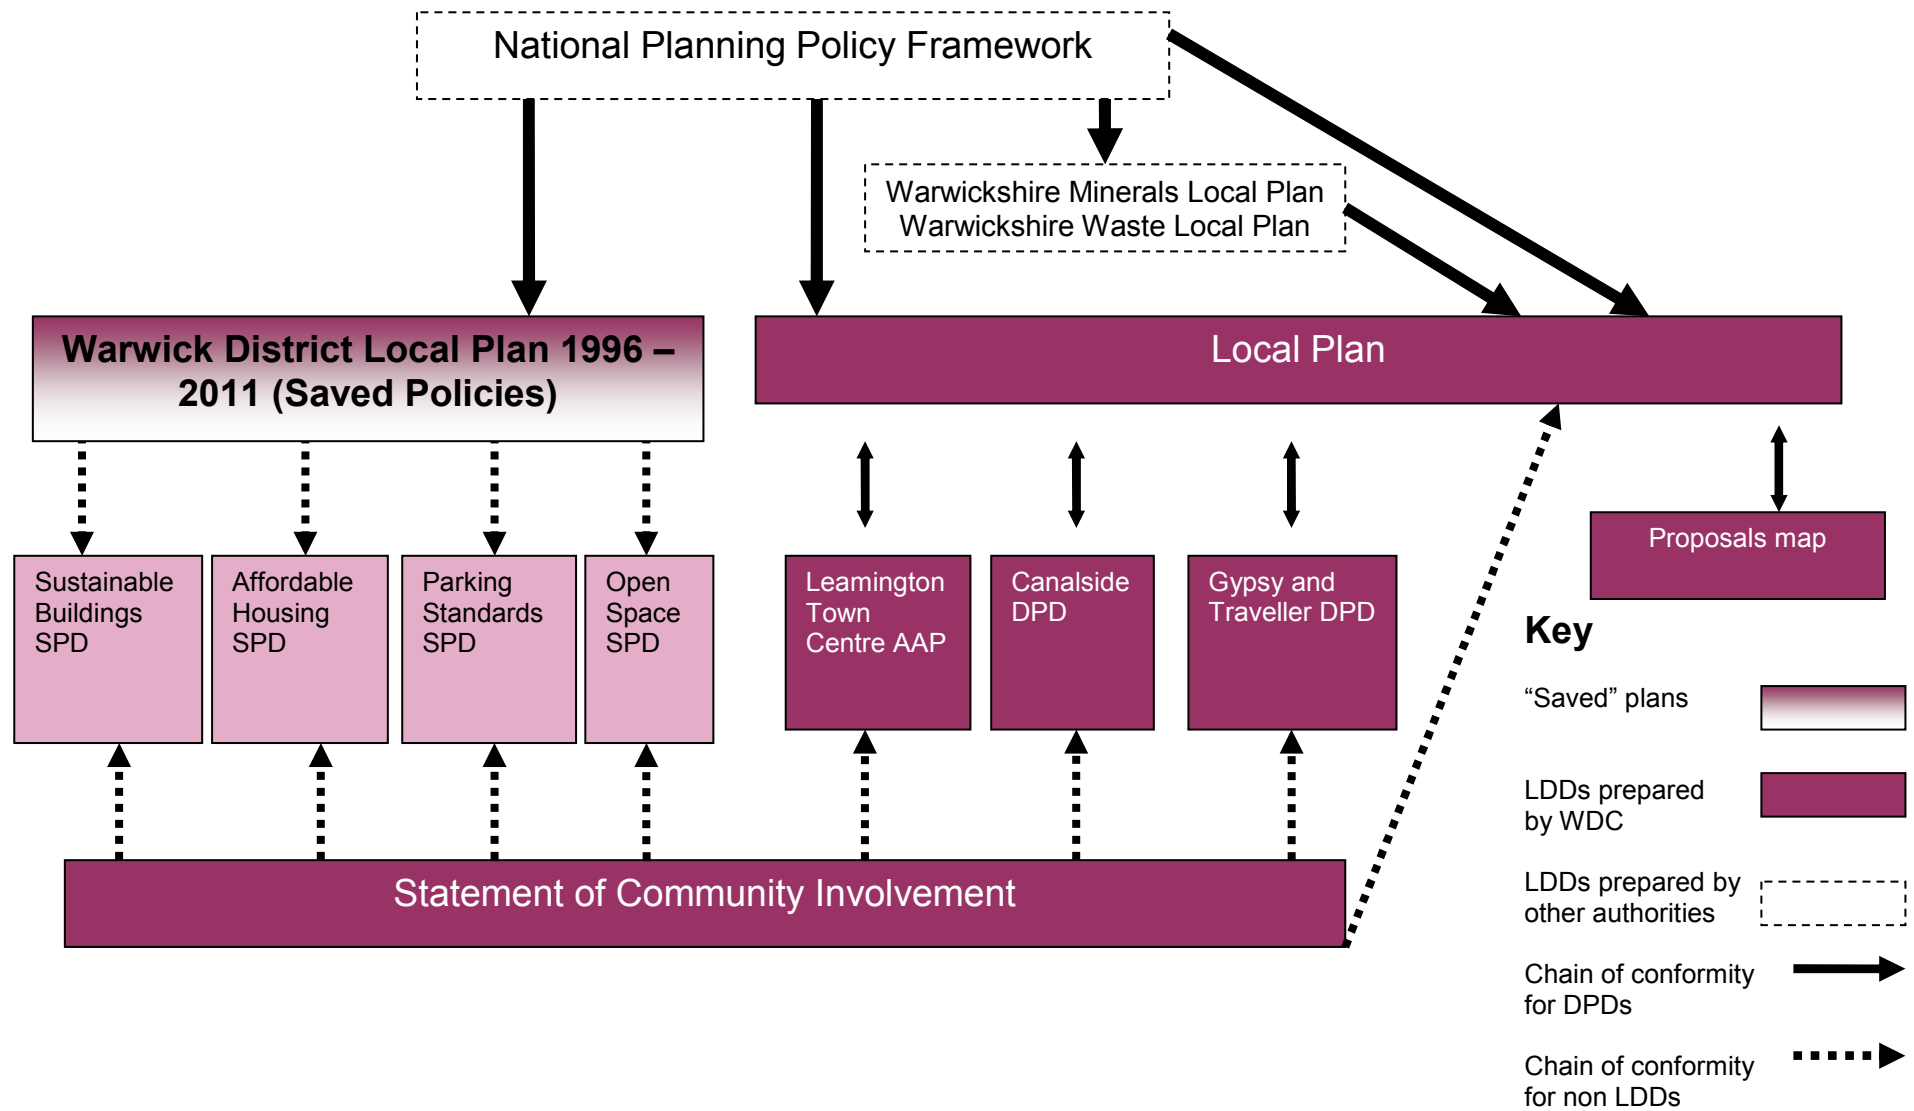 National Planning Policy Framework
Warwickshire Minerals Local Plan
Warwickshire Waste Local Plan
Warwick District Local Plan 1996 –
2011 (Saved Policies)
Local Plan
Sustainable
Buildings
SPD
Affordable
Housing
SPD
Parking
Standards
SPD
Open
Space
SPD
Leamington
Town
Centre AAP
Canalside
DPD
Gypsy and
Traveller DPD
Proposals map
Statement of Community Involvement
Key
“Saved” plans
LDDs prepared
by WDC
LDDs prepared by
other authorities
Chain of conformity
for DPDs
Chain of conformity
for non LDDs